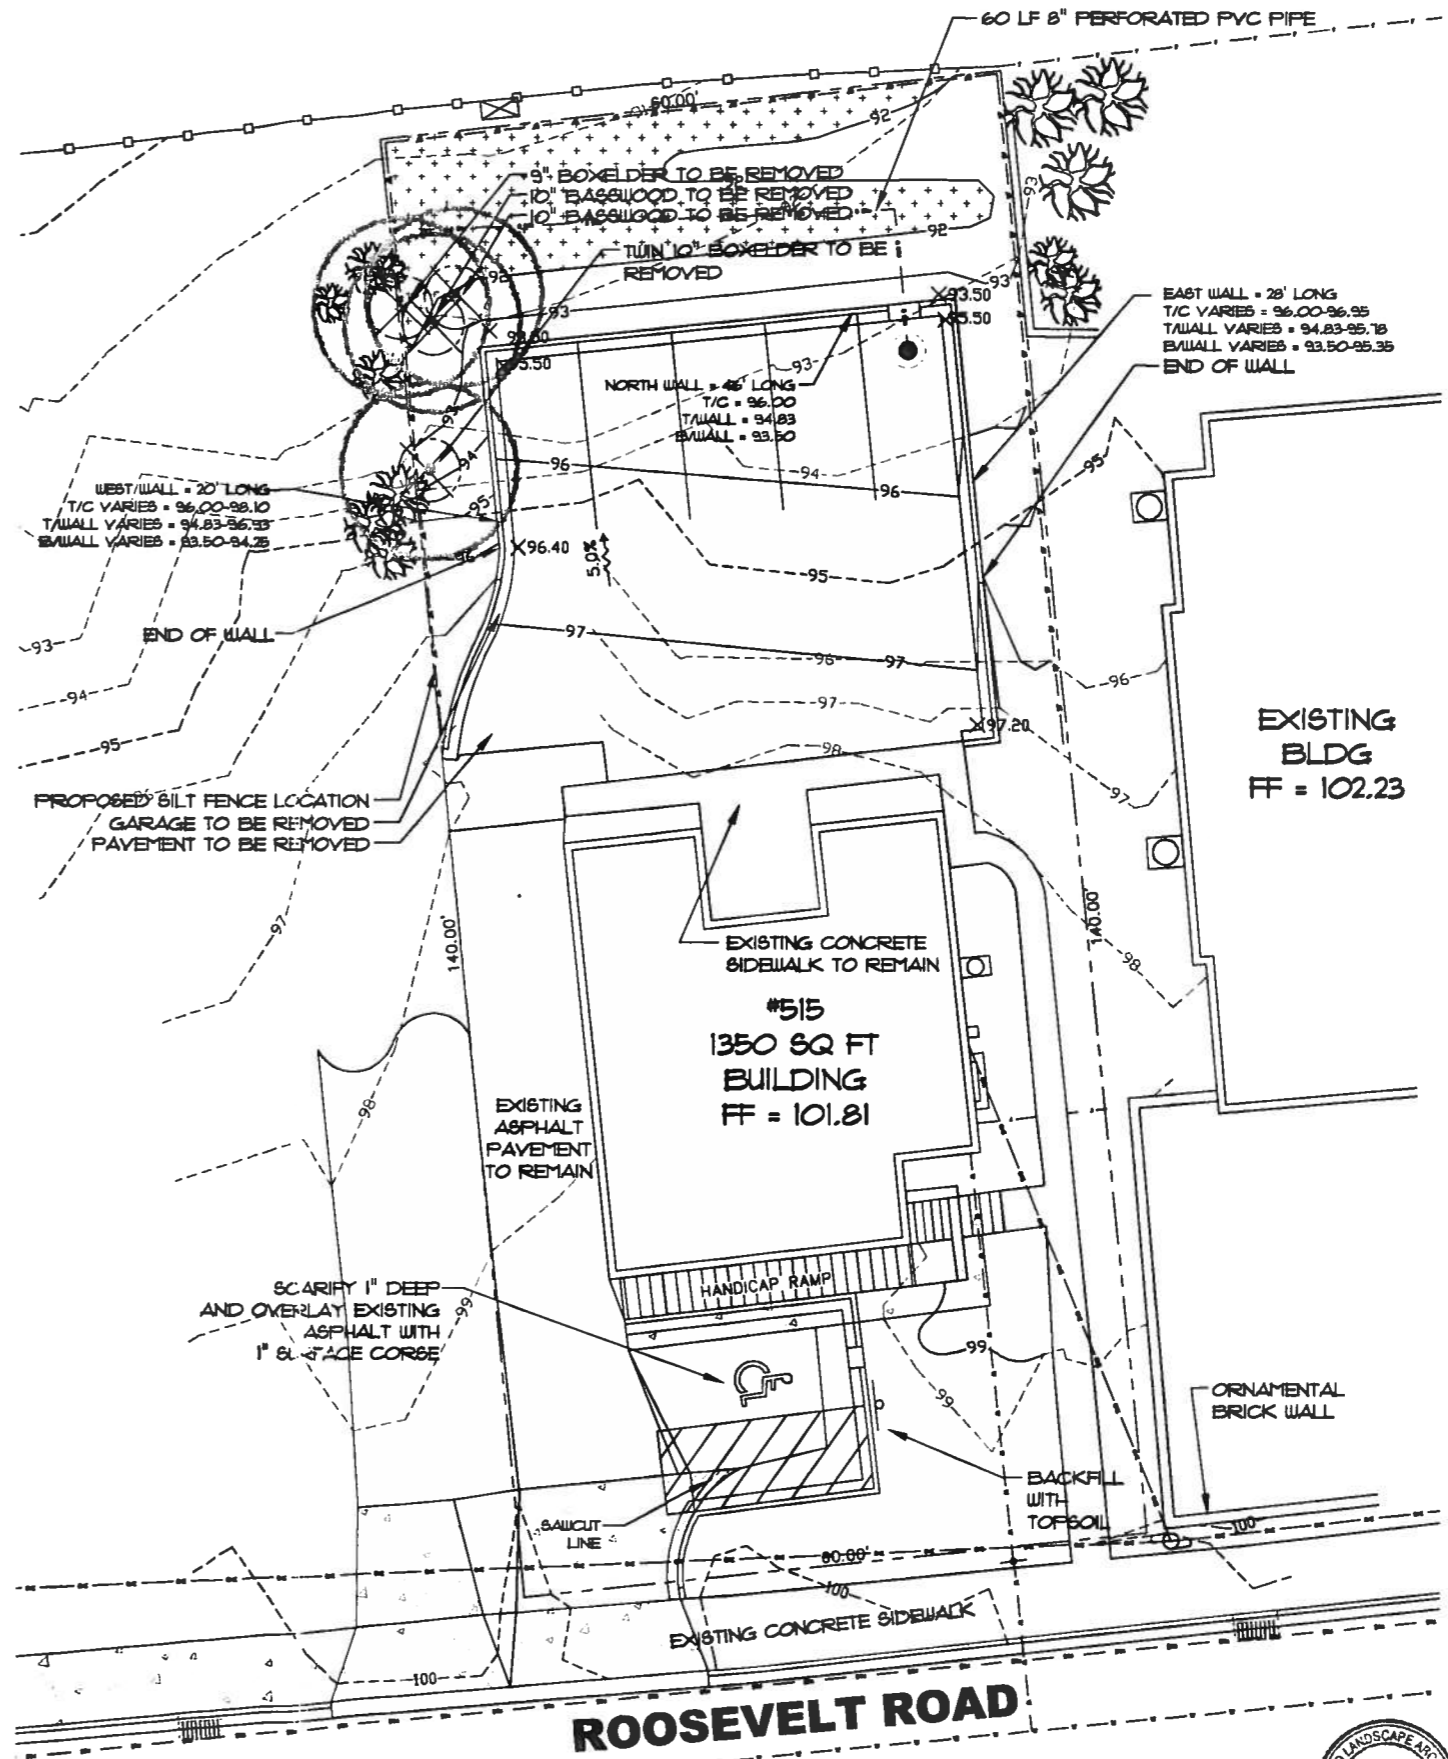 60 LF 8" PERFORATED PVC PIPE
60.00'
92
9" BOXELDER TO BE REMOVED
10" BASSWOOD TO BE REMOVED
10" BASSWOOD TO BE REMOVED
93
92
TWIN 10" BOXELDER TO BE
REMOVED
92
93
93
93.50
95.50
EAST WALL = 28' LONG
T/C VARIES = 96.00-96.95
T/WALL VARIES = 94.83-95.78
B/WALL VARIES = 93.50-95.35
END OF WALL
93.50
95.50
93
NORTH WALL = 46' LONG
T/C = 96.00
T/WALL = 94.83
B/WALL = 93.50
93
94
96
94
96
95
WEST/WALL = 20' LONG
T/C VARIES = 96.00-98.10
T/WALL VARIES = 94.83-96.93
B/WALL VARIES = 93.50-94.25
95
96
96.40
5.0%
95
END OF WALL
97
93
96
97
96
94
97
97.20
95
98
EXISTING
BLDG
FF = 102.23
97
PROPOSED SILT FENCE LOCATION
GARAGE TO BE REMOVED
PAVEMENT TO BE REMOVED
97
140.00'
140.00'
98
EXISTING CONCRETE
SIDEWALK TO REMAIN
#515
1350 SQ FT
BUILDING
FF = 101.81
98
EXISTING
ASPHALT
PAVEMENT
TO REMAIN
HANDICAP RAMP
SCARIFY 1" DEEP
AND OVERLAY EXISTING
ASPHALT WITH
1" SURFACE CORSE
99
99
99
ORNAMENTAL
BRICK WALL
BACKFILL
WITH
TOPSOIL
SAWCUT
LINE
100
60.00'
100
EXISTING CONCRETE SIDEWALK
100
ROOSEVELT ROAD
LANDSCAPE